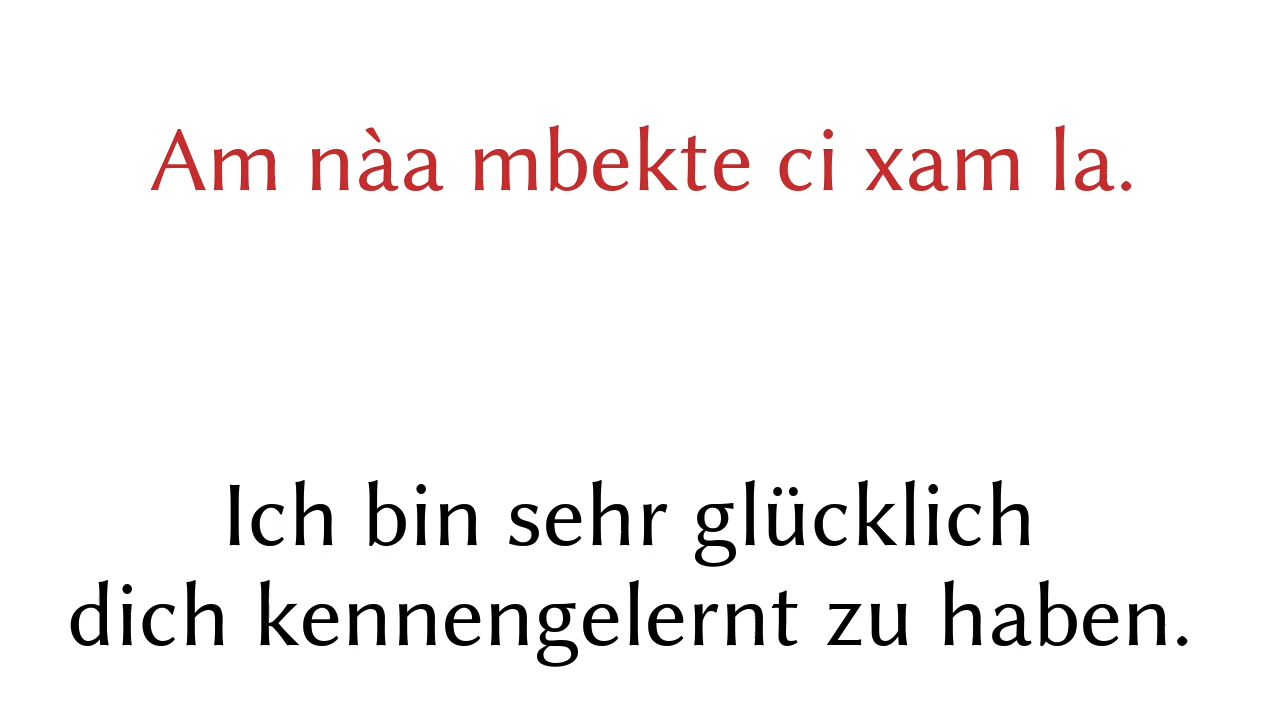 Am nàa mbekte ci xam la.
Ich bin sehr glücklich
dich kennengelernt zu haben.